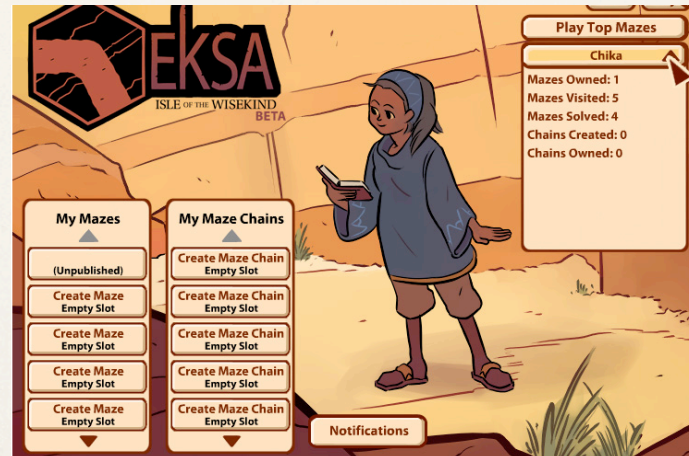 EKSA
ISLE OF THE WISEKIND
BETA
Play Top Mazes
Chika
Mazes Owned: 1
Mazes Visited: 5
Mazes Solved: 4
Chains Created: 0
Chains Owned: 0
My Mazes
(Unpublished)
Create Maze
Empty Slot
Create Maze
Empty Slot
Create Maze
Empty Slot
Create Maze
Empty Slot
My Maze Chains
Create Maze Chain
Empty Slot
Create Maze Chain
Empty Slot
Create Maze Chain
Empty Slot
Create Maze Chain
Empty Slot
Create Maze Chain
Empty Slot
Notifications